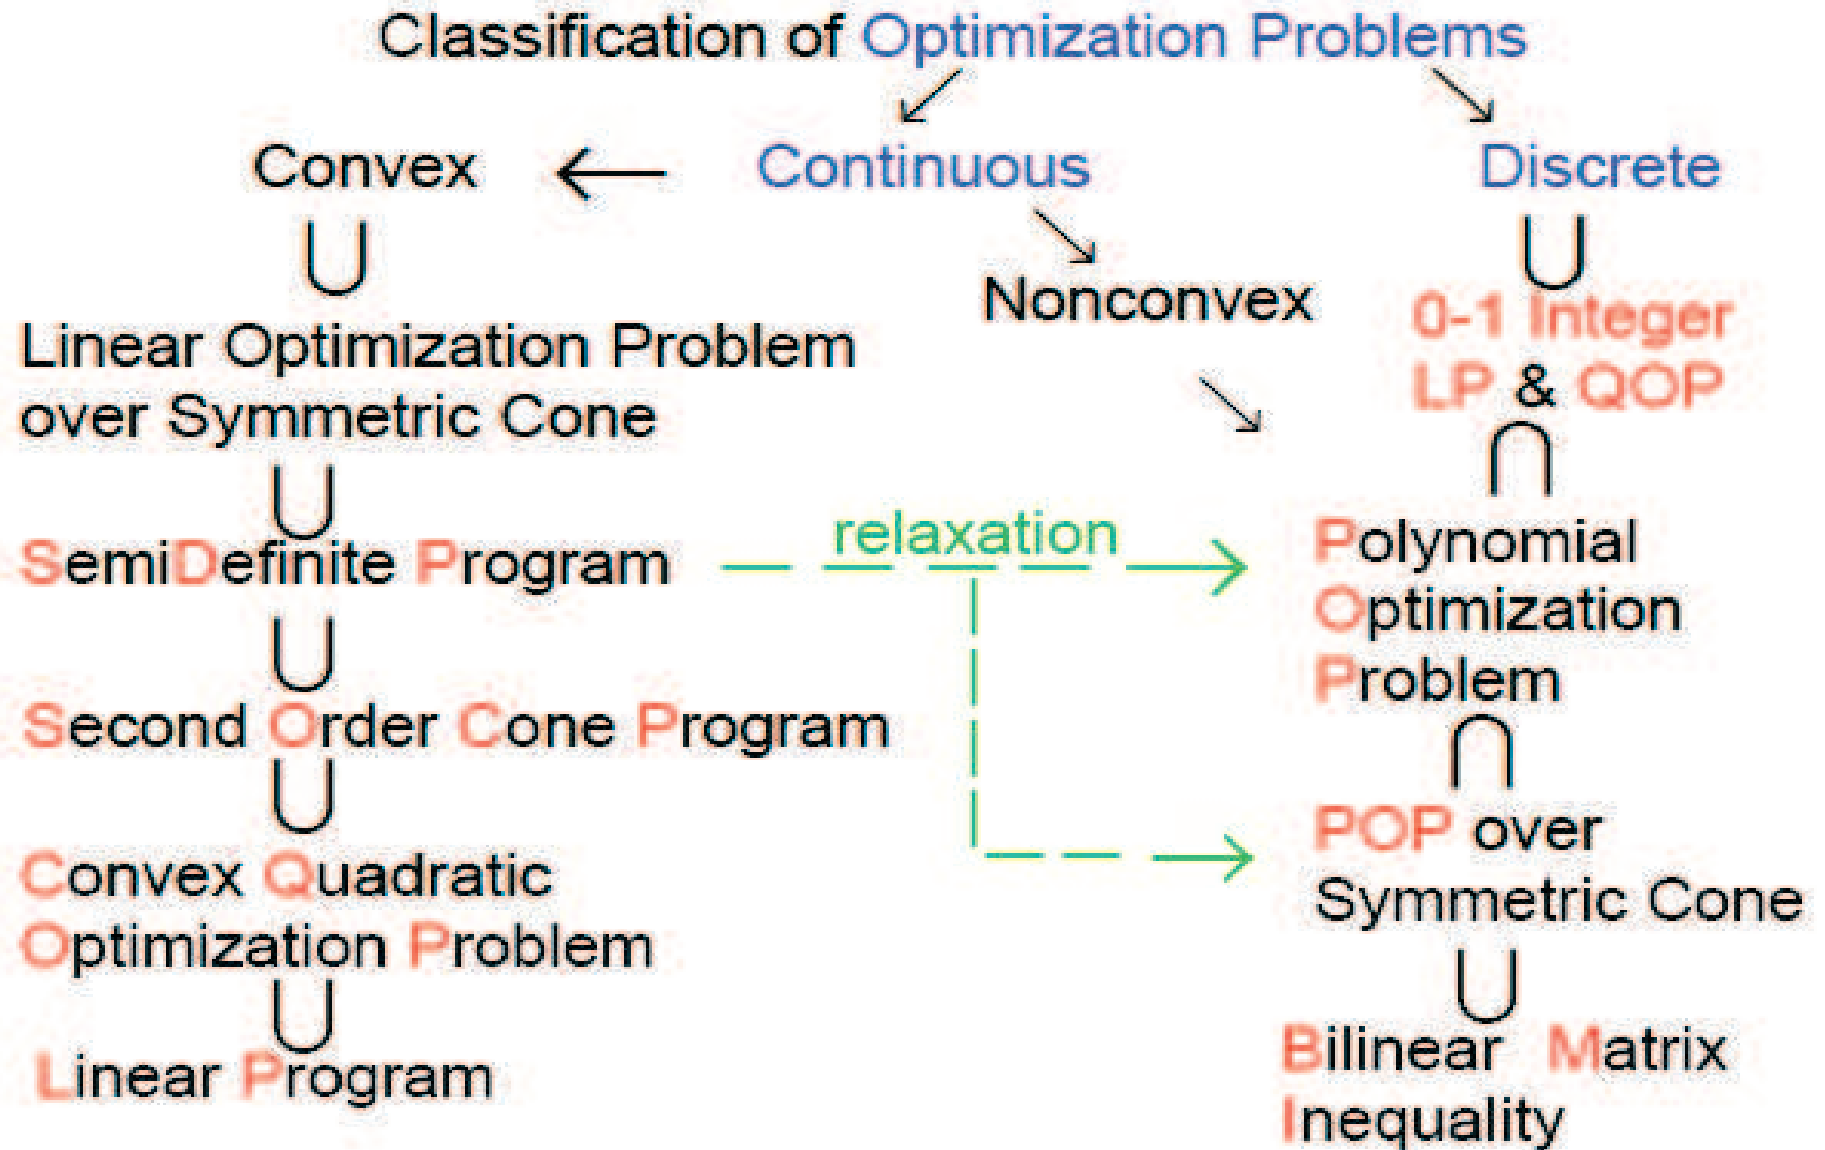 Classification of Optimization Problems
Convex
Continuous
Discrete
Nonconvex
0-1 Integer
LP & QOP
Linear Optimization Problem
over Symmetric Cone
SemiDefinite Program
relaxation
Polynomial
Optimization
Problem
Second Order Cone Program
POP over
Symmetric Cone
Convex Quadratic
Optimization Problem
Bilinear Matrix
Inequality
Linear Program